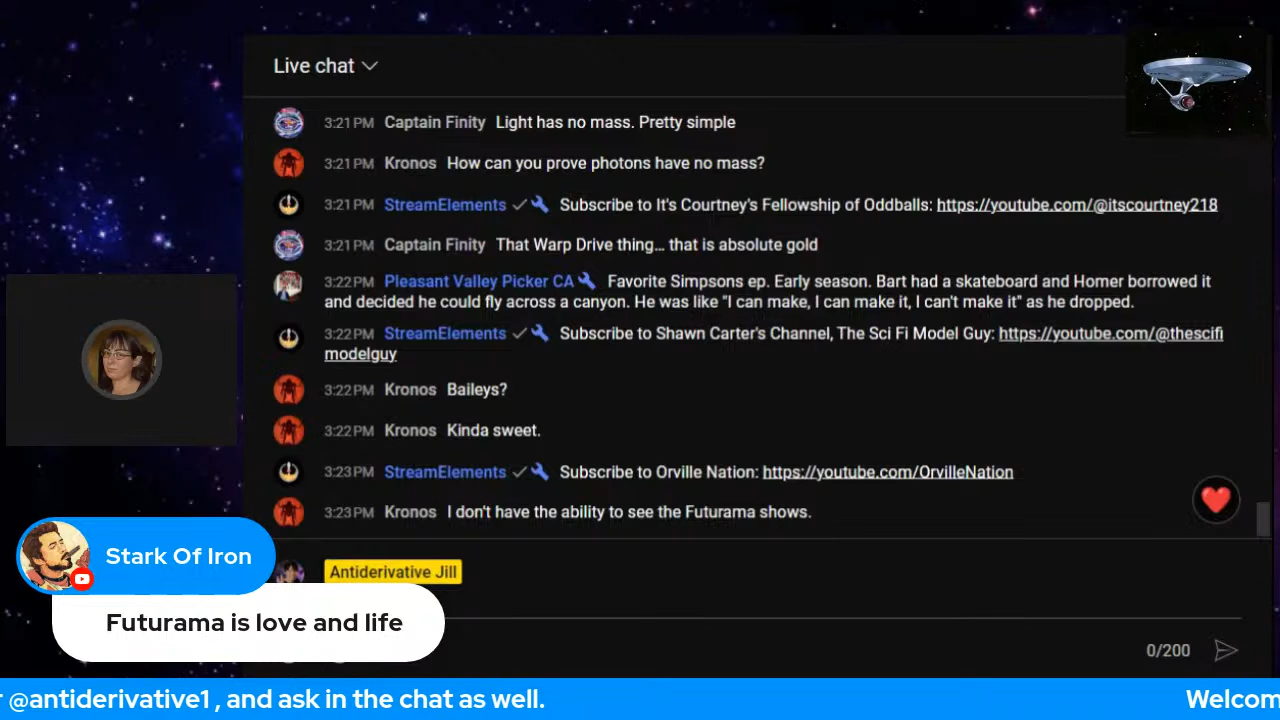 Live chat
3:21 PM Captain Finity Light has no mass. Pretty simple
3:21 PM Kronos How can you prove photons have no mass?
3:21 PM StreamElements Subscribe to It's Courtney's Fellowship of Oddballs: https://youtube.com/@itscourtney218
3:21 PM Captain Finity That Warp Drive thing... that is absolute gold
3:22 PM Pleasant Valley Picker CA Favorite Simpsons ep. Early season. Bart had a skateboard and Homer borrowed it
and decided he could fly across a canyon. He was like "I can make, I can make it, I can't make it" as he dropped.
3:22 PM StreamElements Subscribe to Shawn Carter's Channel, The Sci Fi Model Guy: https://youtube.com/@thescifi
modelguy
3:22 PM Kronos Baileys?
3:22 PM Kronos Kinda sweet.
3:23 PM StreamElements Subscribe to Orville Nation: https://youtube.com/OrvilleNation
3:23 PM Kronos I don't have the ability to see the Futurama shows.
Stark Of Iron
Antiderivative Jill
Futurama is love and life
0/200
@antiderivative1 , and ask in the chat as well.
Welcom